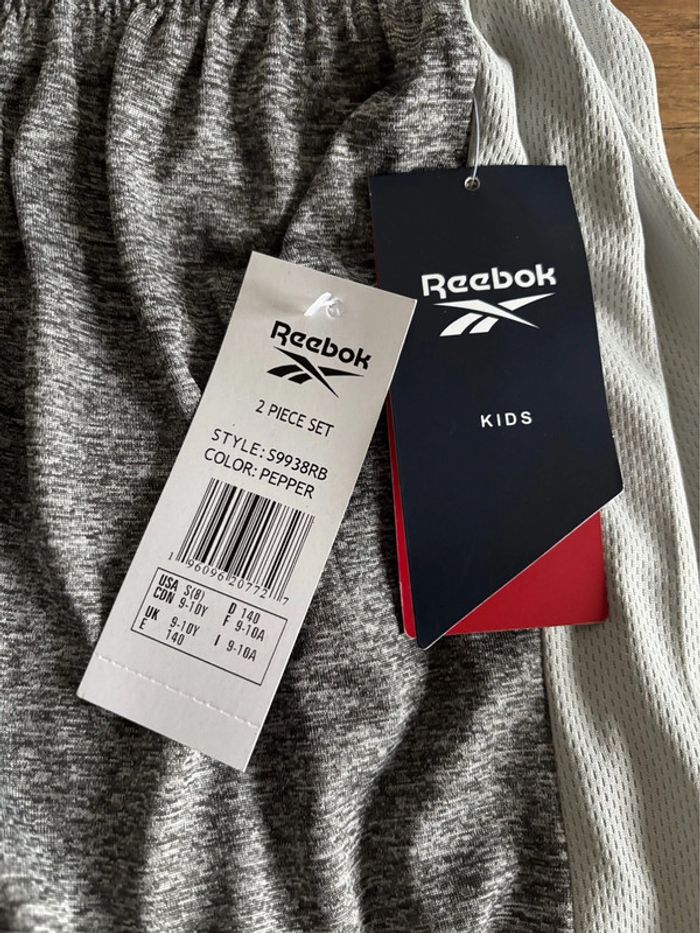 Reebok
2 PIECE SET
STYLE: S9938RB
COLOR: PEPPER
1 96096 20772 7
USA S(8) D 140
CDN 9-10Y F 9-10A
UK 9-10Y I 9-10A
E 140
Reebok
KIDS